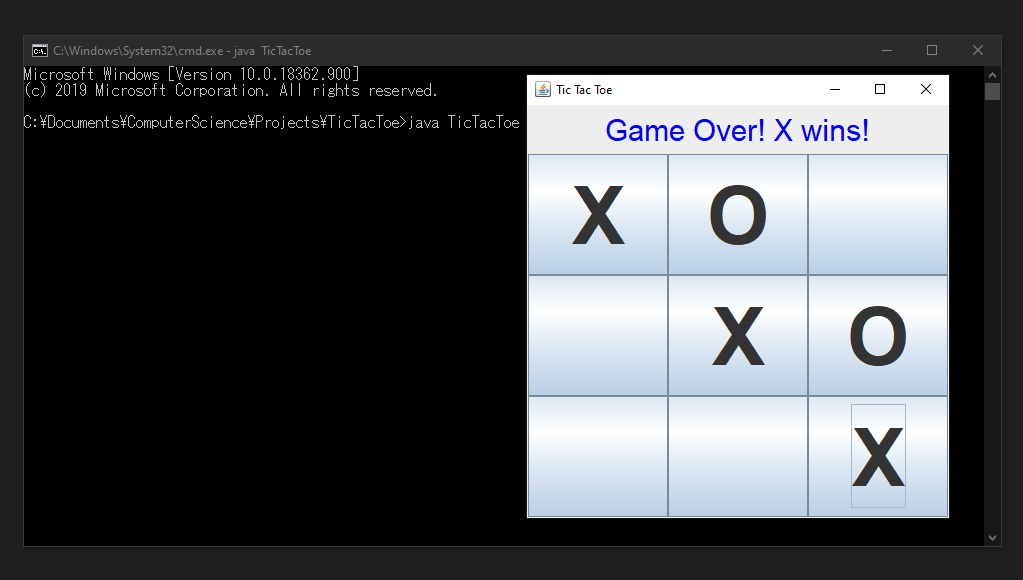 C:\Windows\System32\cmd.exe - java  TicTacToe
Microsoft Windows [Version 10.0.18362.900]
(c) 2019 Microsoft Corporation. All rights reserved.
C:¥Documents¥ComputerScience¥Projects¥TicTacToe>java TicTacToe
Tic Tac Toe
Game Over! X wins!
X O
X O
X